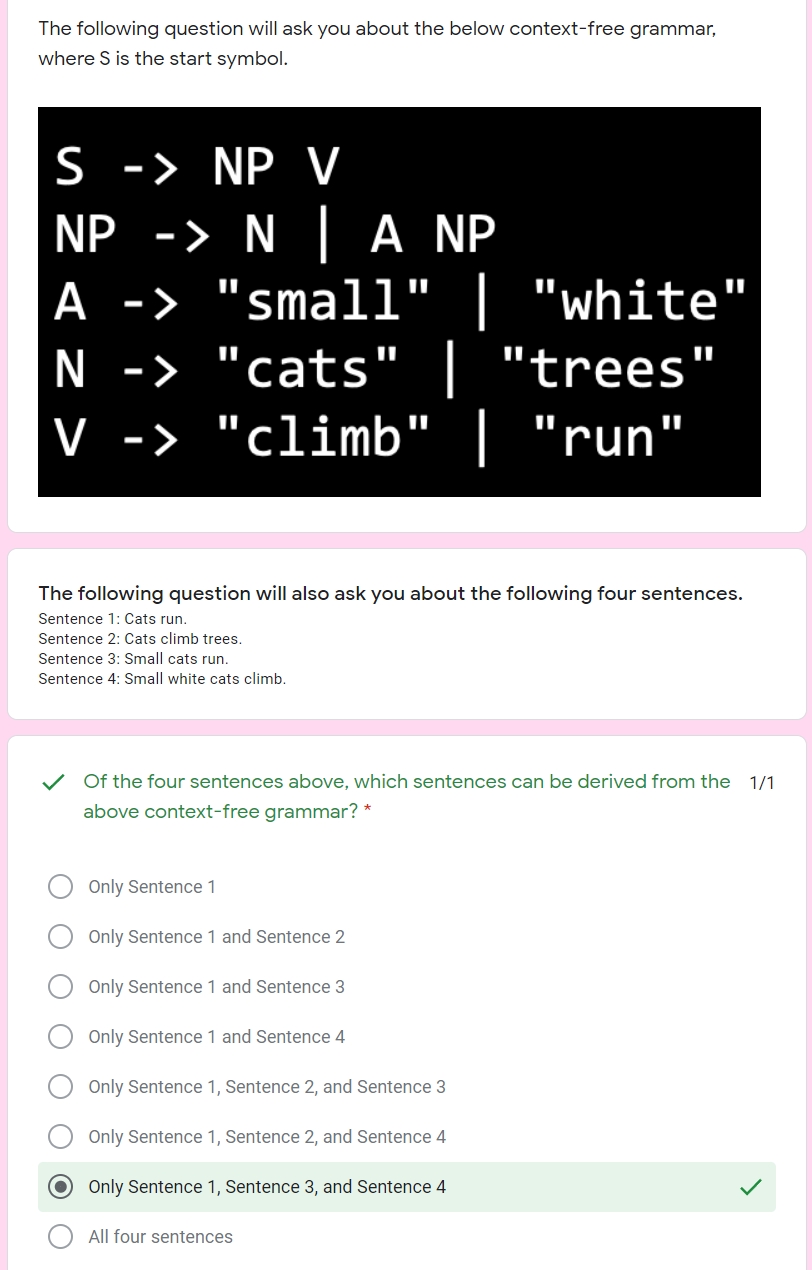 The following question will ask you about the below context-free grammar,
where S is the start symbol.
S -> NP V
NP -> N | A NP
A -> "small" | "white"
N -> "cats" | "trees"
V -> "climb" | "run"
The following question will also ask you about the following four sentences.
Sentence 1: Cats run.
Sentence 2: Cats climb trees.
Sentence 3: Small cats run.
Sentence 4: Small white cats climb.
Of the four sentences above, which sentences can be derived from the 1/1
above context-free grammar? *
Only Sentence 1
Only Sentence 1 and Sentence 2
Only Sentence 1 and Sentence 3
Only Sentence 1 and Sentence 4
Only Sentence 1, Sentence 2, and Sentence 3
Only Sentence 1, Sentence 2, and Sentence 4
Only Sentence 1, Sentence 3, and Sentence 4
All four sentences